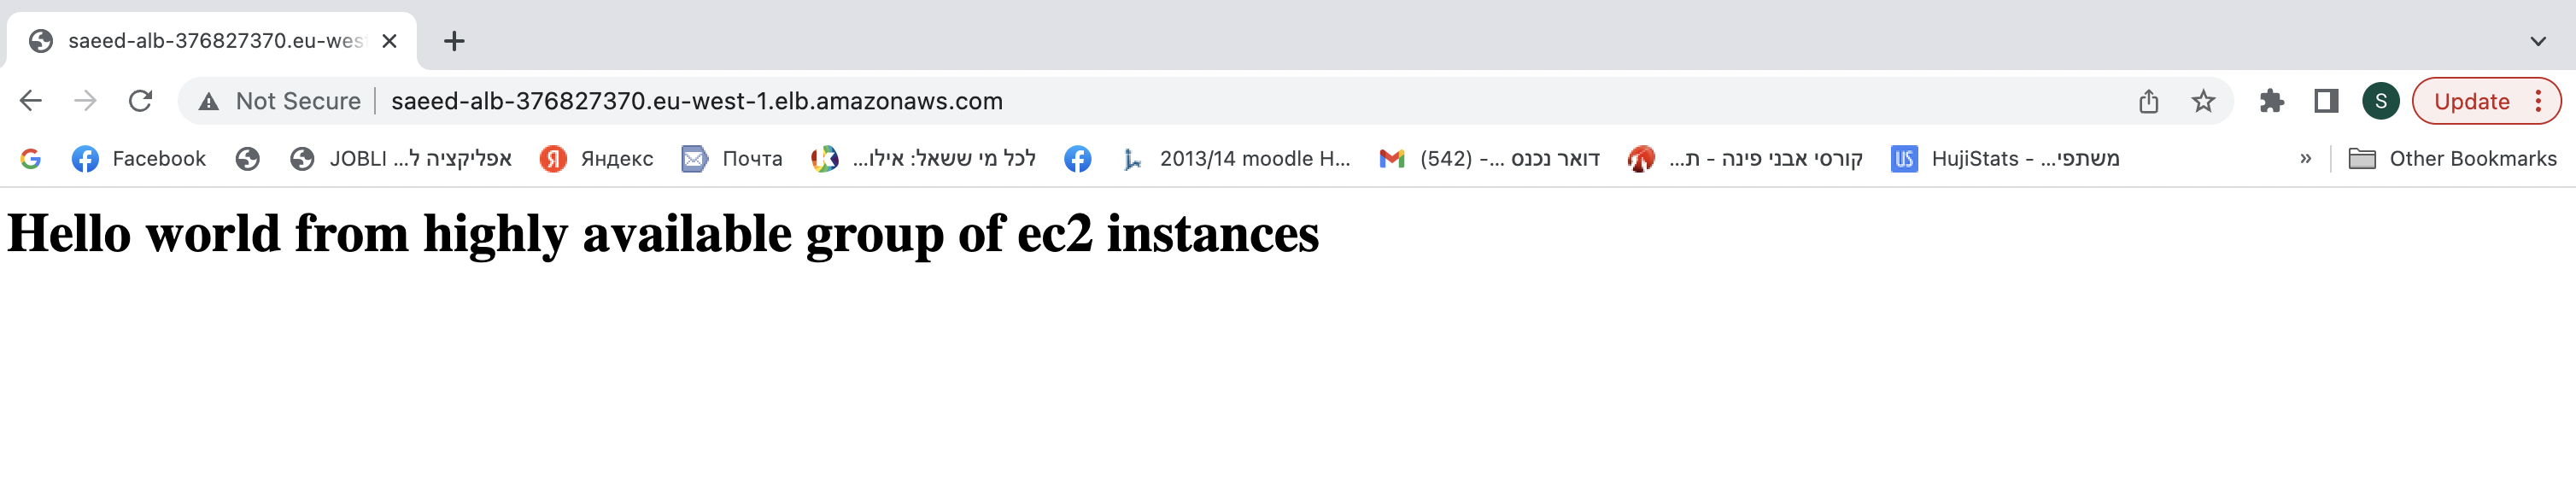 saeed-alb-376827370.eu-wes
Not Secure saeed-alb-376827370.eu-west-1.elb.amazonaws.com S Update
Facebook JOBLI ...אפליקציה ל Яндекс Почта לכל מי ששאל: אילו... 2013/14 moodle H... (542) -... דואר נכנס קורסי אבני פינה - ת... US HujiStats - ...משתפי » Other Bookmarks
Hello world from highly available group of ec2 instances